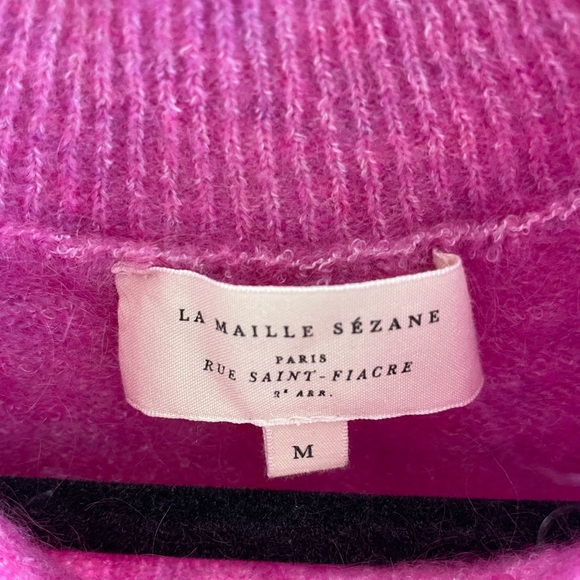 LA MAILLE SÉZANE
PARIS
RUE SAINT-FIACRE
2ᵉ ARR.
M